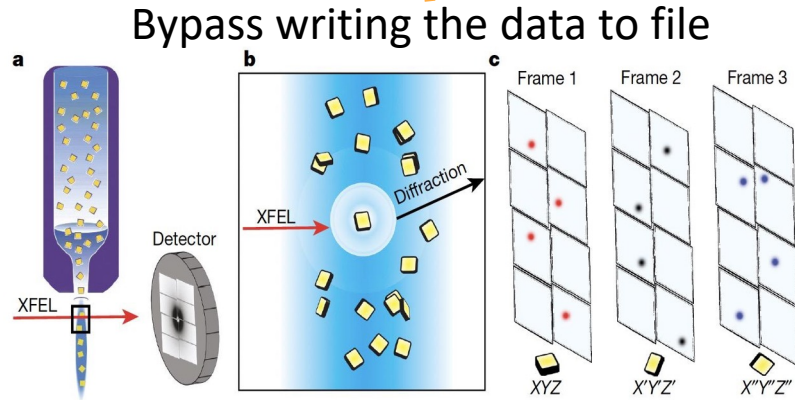 Bypass writing the data to file
a
XFEL
Detector
b
XFEL
Diffraction
c
Frame 1
Frame 2
Frame 3
XYZ
X'Y'Z'
X"Y"Z"